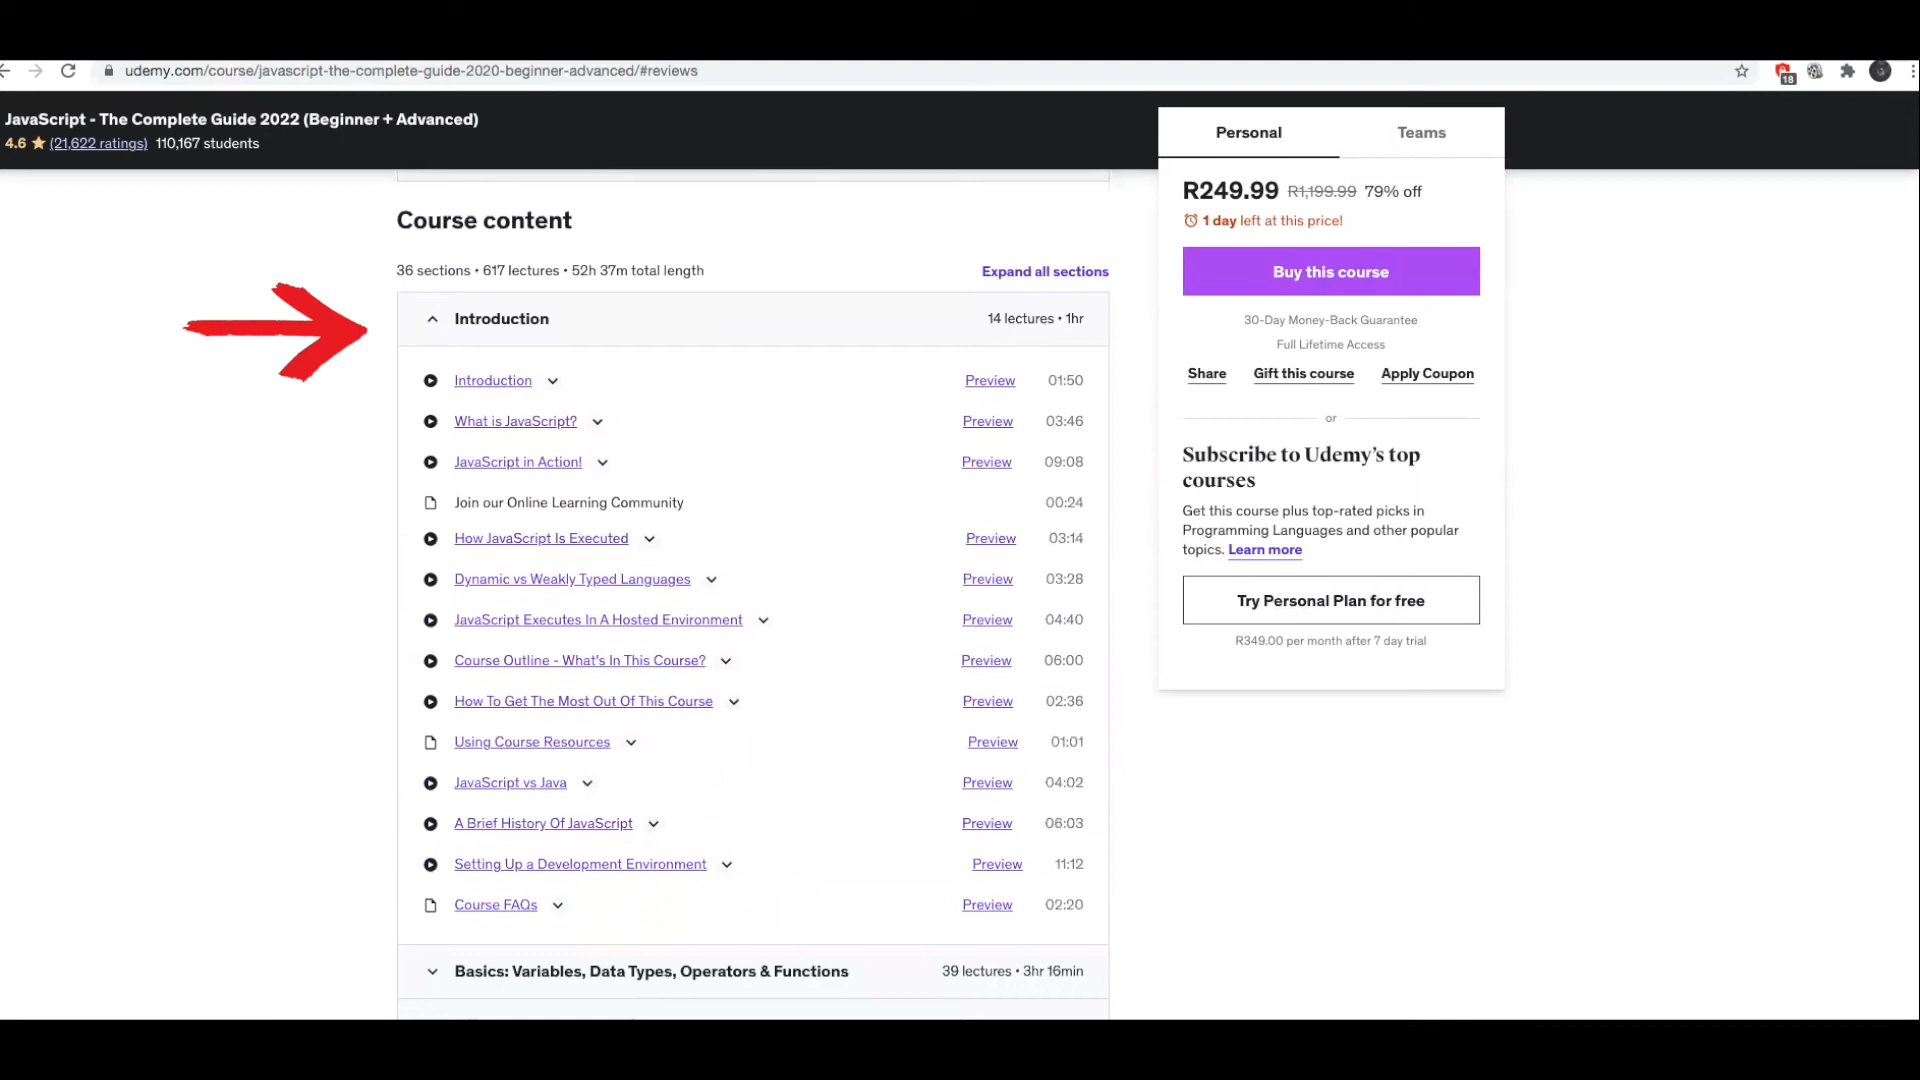 udemy.com/course/javascript-the-complete-guide-2020-beginner-advanced/#reviews
18
JavaScript - The Complete Guide 2022 (Beginner + Advanced)
4.6 (21,622 ratings) 110,167 students
Personal Teams
R249.99 R1,199.99 79% off
1 day left at this price!
Buy this course
30-Day Money-Back Guarantee
Full Lifetime Access
Share Gift this course Apply Coupon
or
Subscribe to Udemy's top
courses
Get this course plus top-rated picks in
Programming Languages and other popular
topics. Learn more
Try Personal Plan for free
R349.00 per month after 7 day trial
Course content
36 sections • 617 lectures • 52h 37m total length Expand all sections
Introduction 14 lectures • 1hr
Introduction Preview 01:50
What is JavaScript? Preview 03:46
JavaScript in Action! Preview 09:08
Join our Online Learning Community 00:24
How JavaScript Is Executed Preview 03:14
Dynamic vs Weakly Typed Languages Preview 03:28
JavaScript Executes In A Hosted Environment Preview 04:40
Course Outline - What's In This Course? Preview 06:00
How To Get The Most Out Of This Course Preview 02:36
Using Course Resources Preview 01:01
JavaScript vs Java Preview 04:02
A Brief History Of JavaScript Preview 06:03
Setting Up a Development Environment Preview 11:12
Course FAQs Preview 02:20
Basics: Variables, Data Types, Operators & Functions 39 lectures • 3hr 16min